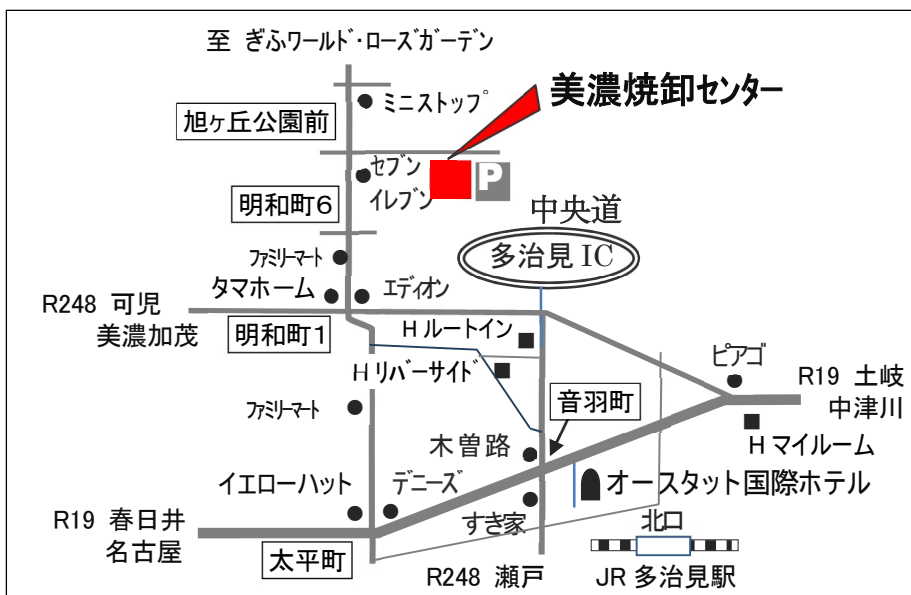 至 ぎふワールド・ローズガーデン
ミニストップ
美濃焼卸センター
旭ヶ丘公園前
セブン
イレブン
P
明和町6
中央道
多治見 IC
ファミリーマート
タマホーム
エディオン
R248 可児
美濃加茂
明和町1
H ルートイン
H リバーサイド
ピアゴ
R19 土岐
中津川
ファミリーマート
音羽町
木曽路
H マイルーム
イエローハット
デニーズ
オースタット国際ホテル
R19 春日井
名古屋
すき家
北口
太平町
R248 瀬戸
JR 多治見駅